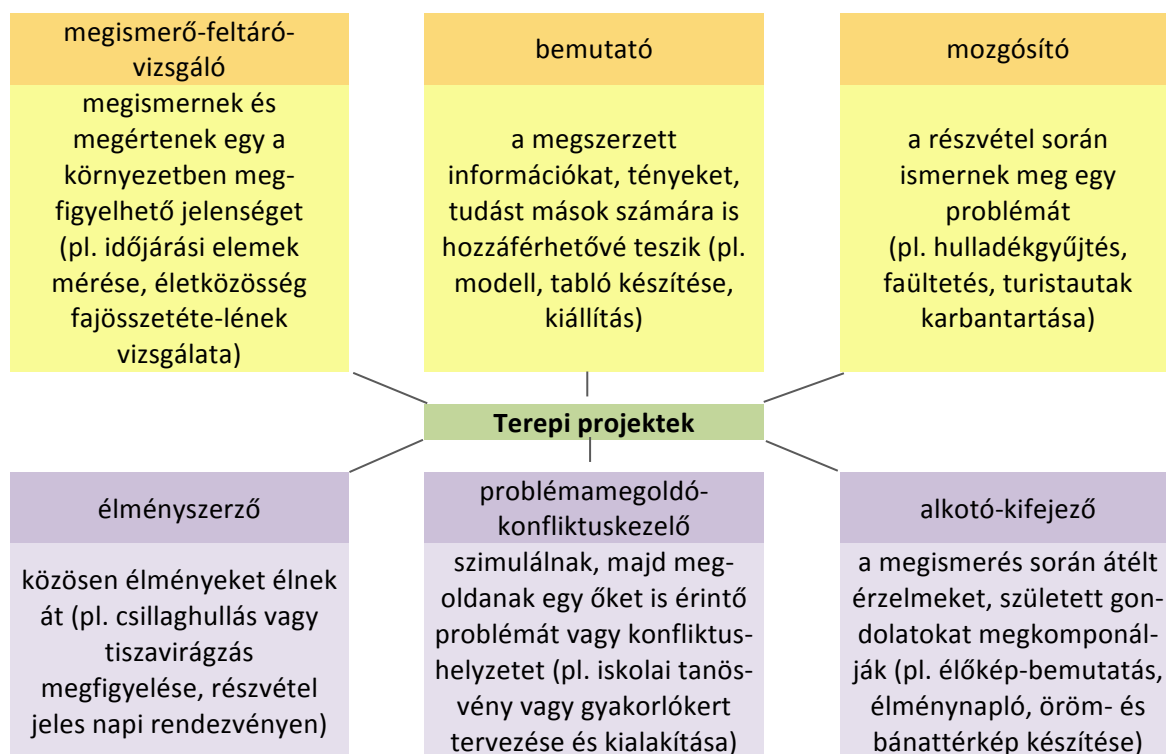 megismerő-feltáró-
vizsgáló
megismernek és
megértenek egy a
környezetben meg-
figyelhető jelenséget
(pl. időjárási elemek
mérése, életközösség
fajösszetéte-lének
vizsgálata)
bemutató
a megszerzett
információkat, tényeket,
tudást mások számára is
hozzáférhetővé teszik (pl.
modell, tabló készítése,
kiállítás)
mozgósító
a részvétel során
ismernek meg egy
problémát
(pl. hulladékgyűjtés,
faültetés, turistautak
karbantartása)
Terepi projektek
élményszerző
közösen élményeket élnek
át (pl. csillaghullás vagy
tiszavirágzás
megfigyelése, részvétel
jeles napi rendezvényen)
problémamegoldó-
konfliktuskezelő
szimulálnak, majd meg-
oldanak egy őket is érintő
problémát vagy konfliktus-
helyzetet (pl. iskolai tanös-
vény vagy gyakorlókert
tervezése és kialakítása)
alkotó-kifejező
a megismerés során átélt
érzelmeket, született gon-
dolatokat megkomponál-
ják (pl. élőkép-bemutatás,
élménynapló, öröm- és
bánattérkép készítése)